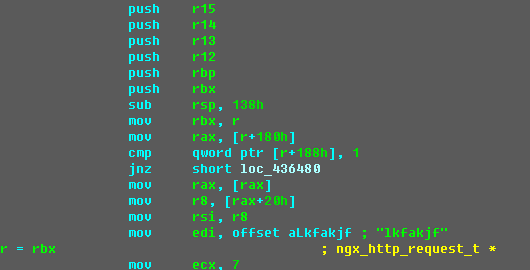 push r15
push r14
push r13
push r12
push rbp
push rbx
sub rsp, 138h
mov rbx, r
mov rax, [r+180h]
cmp qword ptr [r+188h], 1
jnz short loc_436480
mov rax, [rax]
mov r8, [rax+20h]
mov rsi, r8
mov edi, offset aLkfakjf ; "lkfakjf"
r = rbx ; ngx_http_request_t *
mov ecx, 7